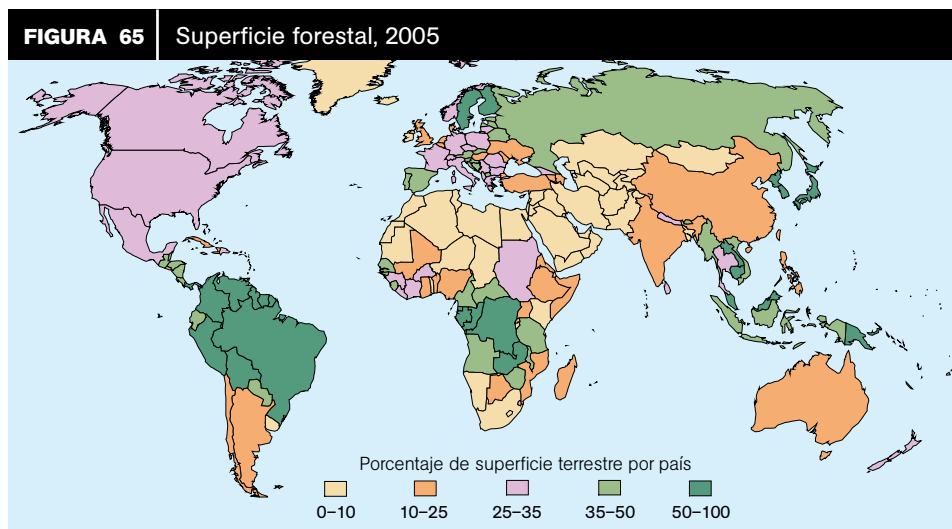 FIGURA 65 Superficie forestal, 2005
Porcentaje de superficie terrestre por país
0–10 10–25 25–35 35–50 50–100